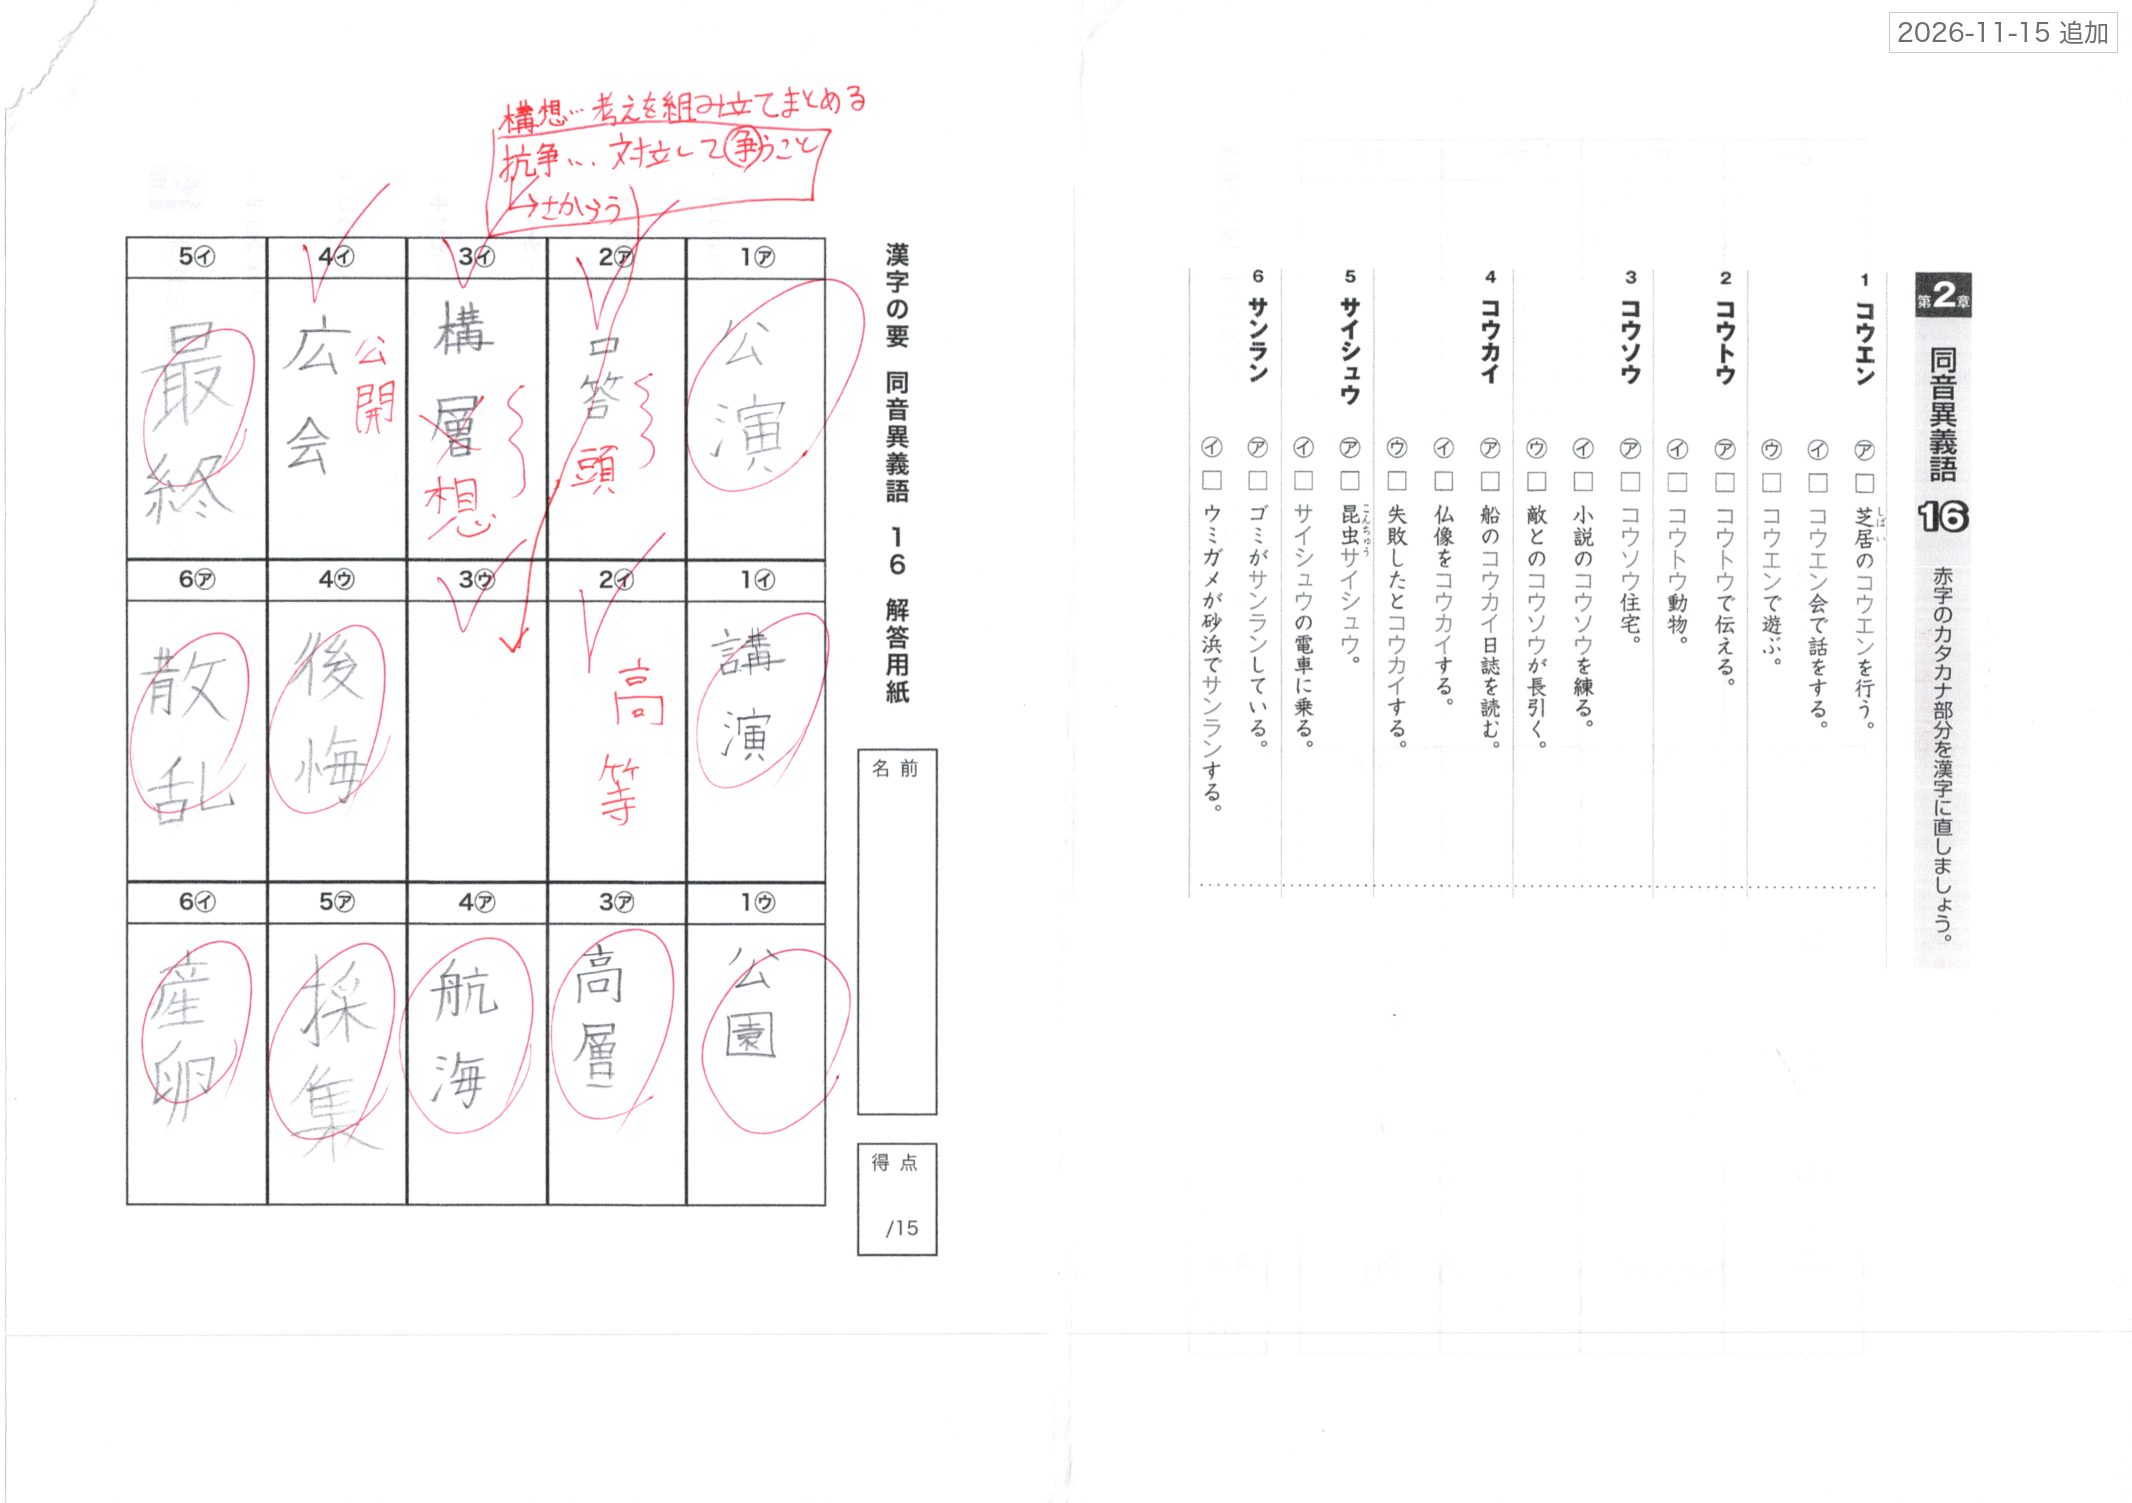 2026-11-15 追加
第2章 同音異義語 16 赤字のカタカナ部分を漢字に直しましょう。
1 コウエン
㋐ 芝居のコウエンを行う。
しばい
㋑ コウエン会で話をする。
㋒ コウエンで遊ぶ。
2 コウトウ
㋐ コウトウで伝える。
㋑ コウトウ動物。
3 コウソウ
㋐ コウソウ住宅。
㋑ 小説のコウソウを練る。
㋒ 敵とのコウソウが長引く。
4 コウカイ
㋐ 船のコウカイ日誌を読む。
㋑ 仏像をコウカイする。
㋒ 失敗したとコウカイする。
5 サイシュウ
㋐ 昆虫サイシュウ。
こんちゅう
㋑ サイシュウの電車に乗る。
6 サンラン
㋐ ゴミがサンランしている。
㋑ ウミガメが砂浜でサンランする。
漢字の要 同音異義語 16 解答用紙
名前
得点
/15
構想…考えを組み立てまとめる
抗争…対立して争うこと
→さからう
1㋐
公演
2㋐
口答
頭
3㋑
構層
想
4㋑
広会
公開
5㋑
最終
1㋑
講演
2㋑
高等
3㋒
4㋒
後悔
6㋐
散乱
1㋒
公園
3㋐
高層
4㋐
航海
5㋐
採集
6㋑
産卵